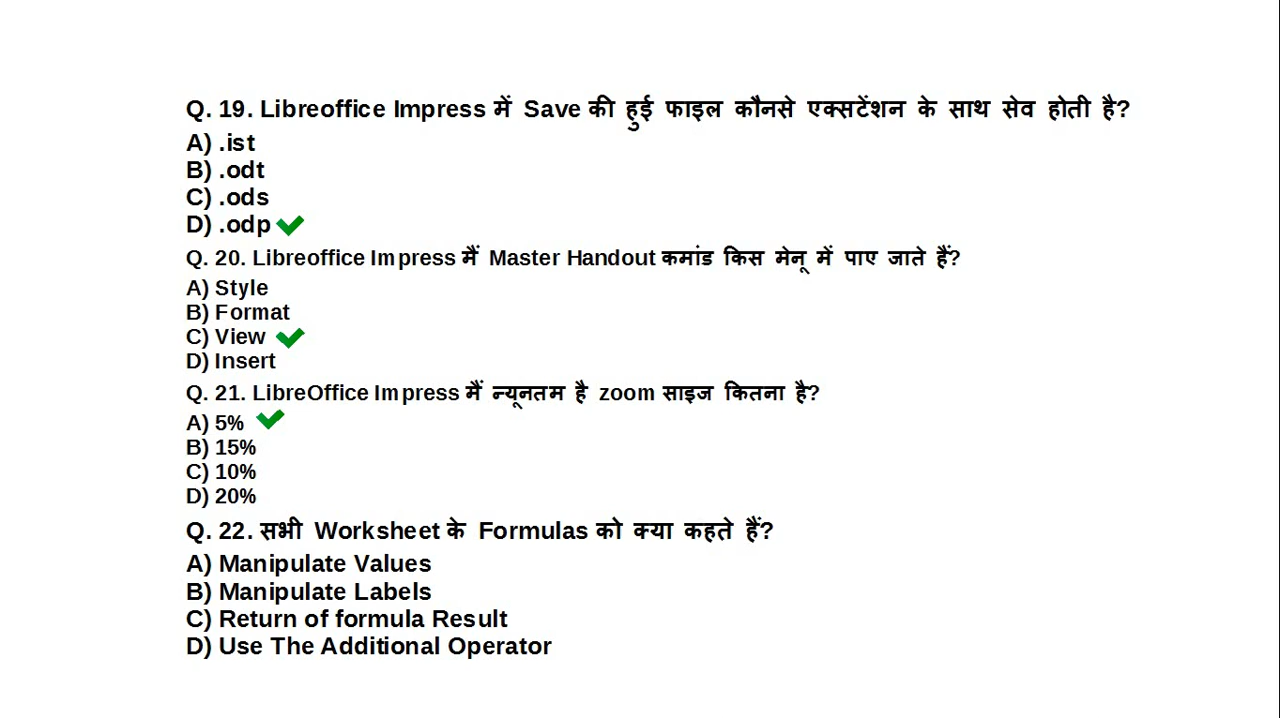 Q. 19. Libreoffice Impress में Save की हुई फाइल कौनसे एक्सटेंशन के साथ सेव होती है?
A) .ist
B) .odt
C) .ods
D) .odp
Q. 20. Libreoffice Impress मैं Master Handout कमांड किस मेनू में पाए जाते हैं?
A) Style
B) Format
C) View
D) Insert
Q. 21. LibreOffice Impress मैं न्यूनतम है zoom साइज कितना है?
A) 5%
B) 15%
C) 10%
D) 20%
Q. 22. सभी Worksheet के Formulas को क्या कहते हैं?
A) Manipulate Values
B) Manipulate Labels
C) Return of formula Result
D) Use The Additional Operator